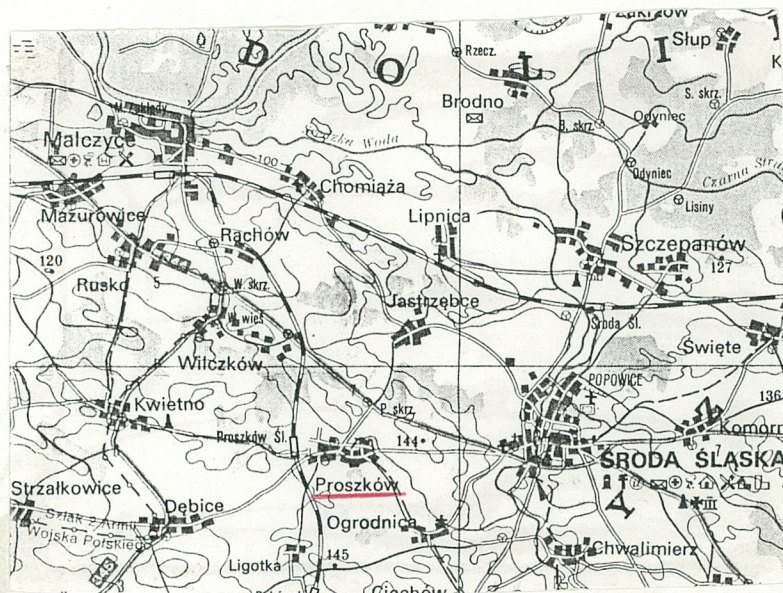 Zakrzów
Słup
D
O
L
I
Rzecz.
K
Brodno
S. skrz.
M. Zakłady
B. skrz.
Odyniec
Malczyce
Woda
100
Odyniec
Czarna
Chomiąża
Lisiny
Mazurowice
Lipnica
Rachów
Szczepanów
120
127
Rusko
5
W. skrz.
Jastrzębce
W. wieś
Środa Śl.
Święte
Wilczków
POPOWICE
136
Kwietno
P. skrz.
Z
Proszków Śl.
144
Komorn
ŚRODA ŚLĄSKA
Proszków
Strzałkowice
Dębice
A
Szlak 2 Armii
Wojska Polskiego
Ogrodnica
Chwalimierz
Ligotka
145
Ciechów